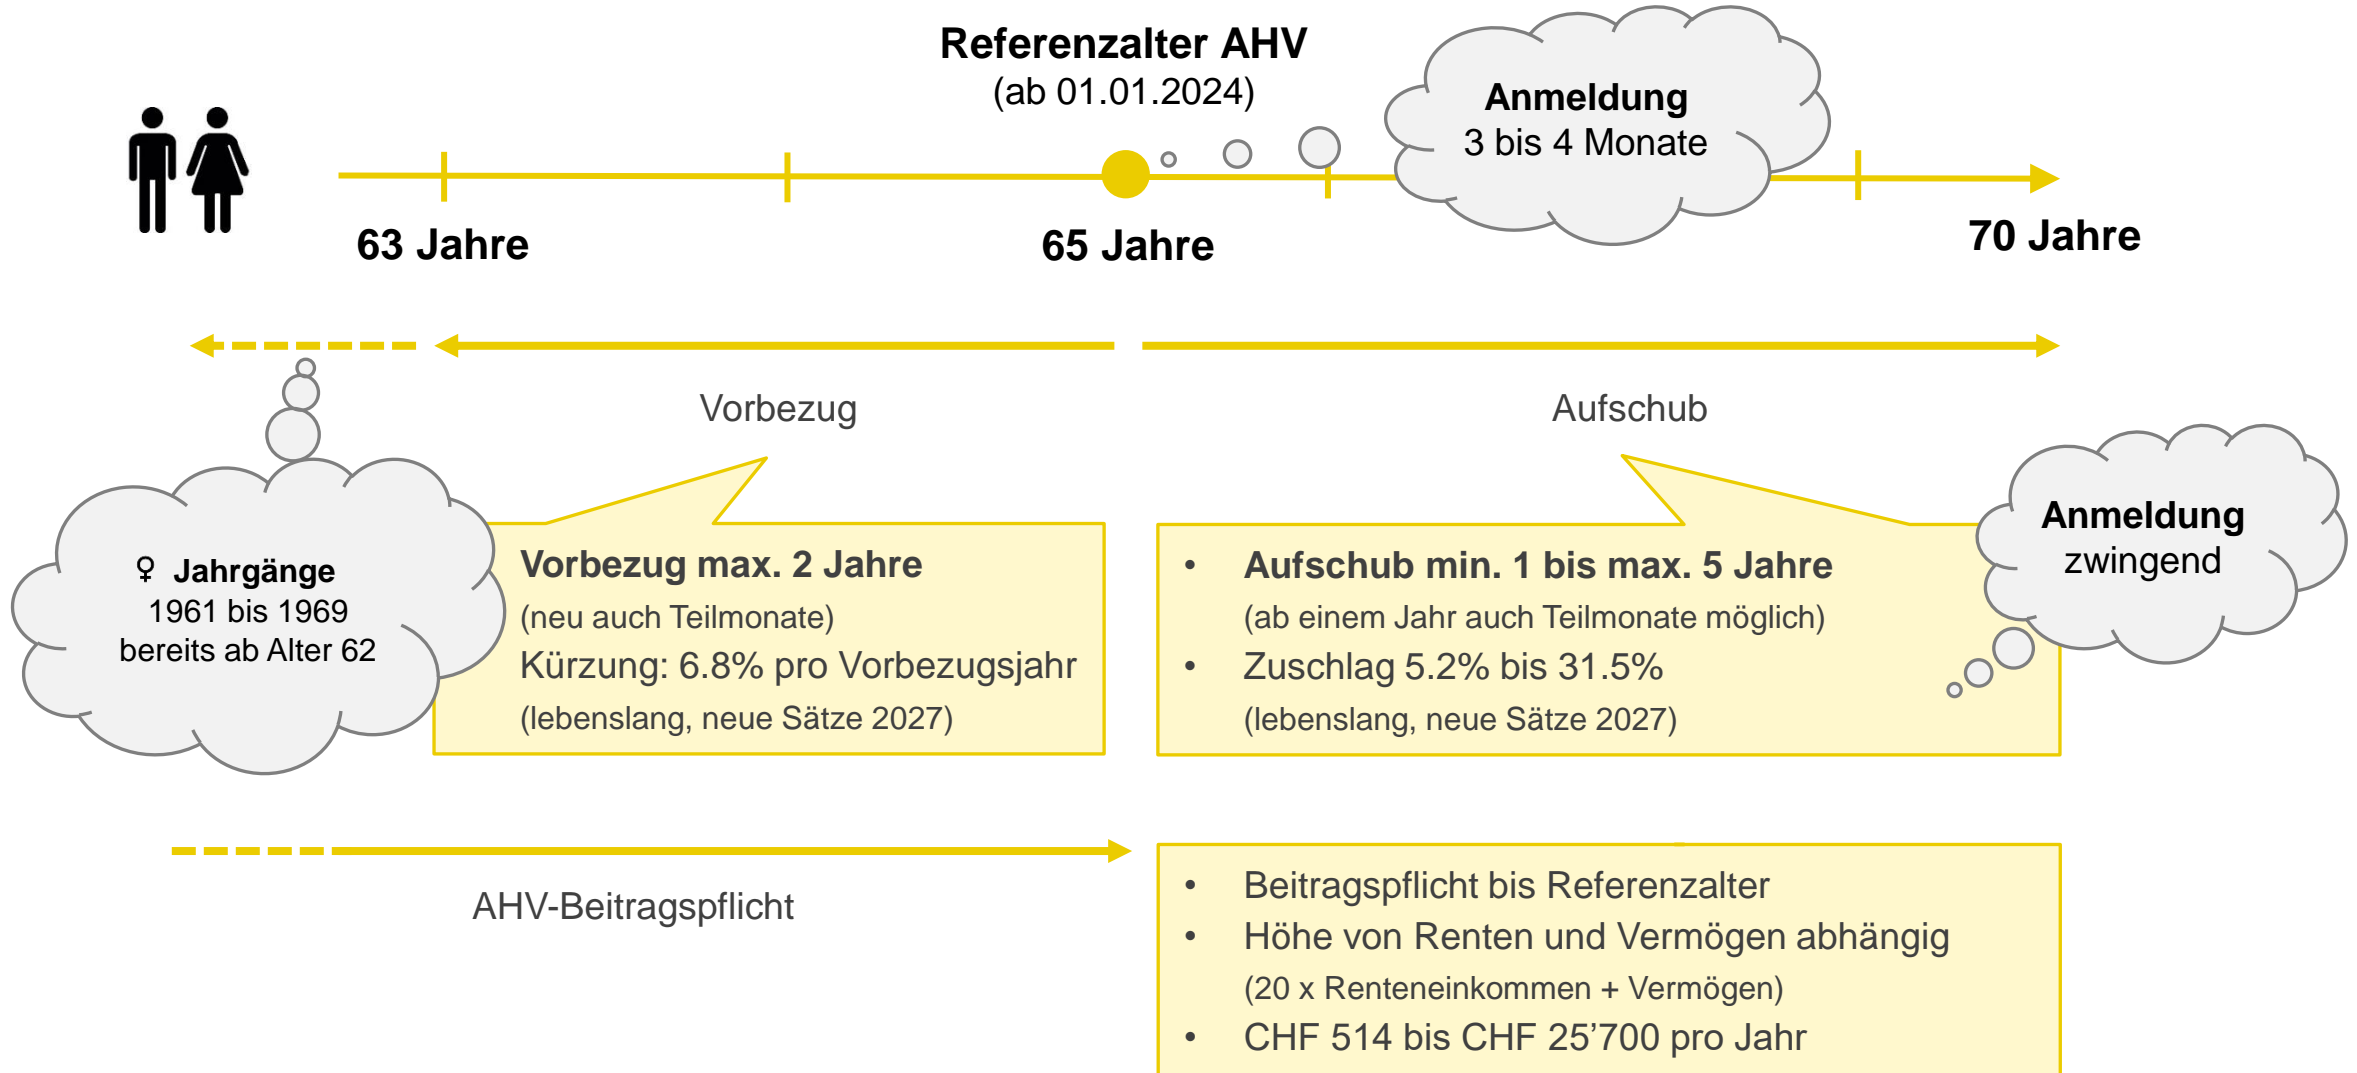 Referenzalter AHV
(ab 01.01.2024)
Anmeldung
3 bis 4 Monate
63 Jahre
65 Jahre
70 Jahre
Vorbezug
Aufschub
♀ Jahrgänge
1961 bis 1969
bereits ab Alter 62
Vorbezug max. 2 Jahre
(neu auch Teilmonate)
Kürzung: 6.8% pro Vorbezugsjahr
(lebenslang, neue Sätze 2027)
• Aufschub min. 1 bis max. 5 Jahre
(ab einem Jahr auch Teilmonate möglich)
• Zuschlag 5.2% bis 31.5%
(lebenslang, neue Sätze 2027)
Anmeldung
zwingend
AHV-Beitragspflicht
• Beitragspflicht bis Referenzalter
• Höhe von Renten und Vermögen abhängig
(20 x Renteneinkommen + Vermögen)
• CHF 514 bis CHF 25’700 pro Jahr